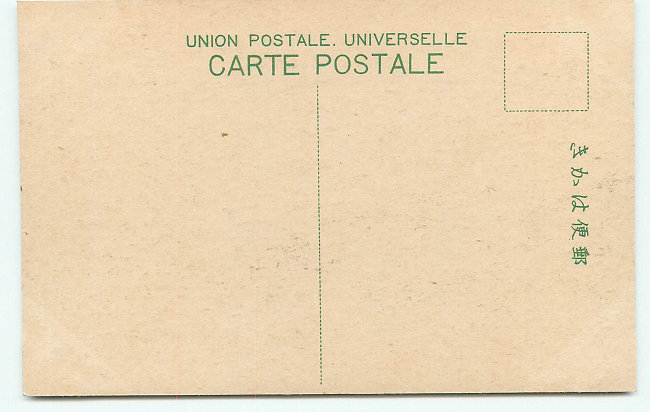 UNION POSTALE. UNIVERSELLE
CARTE POSTALE
郵便はかき